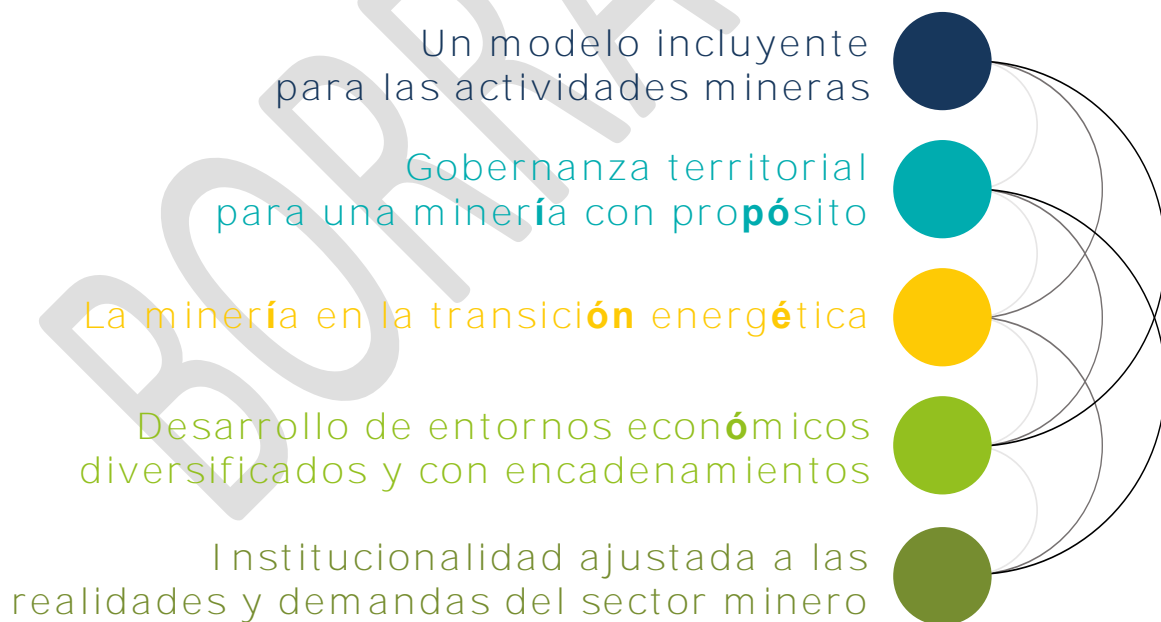 Un modelo incluyente
para las actividades mineras
Gobernanza territorial
para una minería con propósito
La minería en la transición energética
Desarrollo de entornos económicos
diversificados y con encadenamientos
Institucionalidad ajustada a las
realidades y demandas del sector minero
BORRA